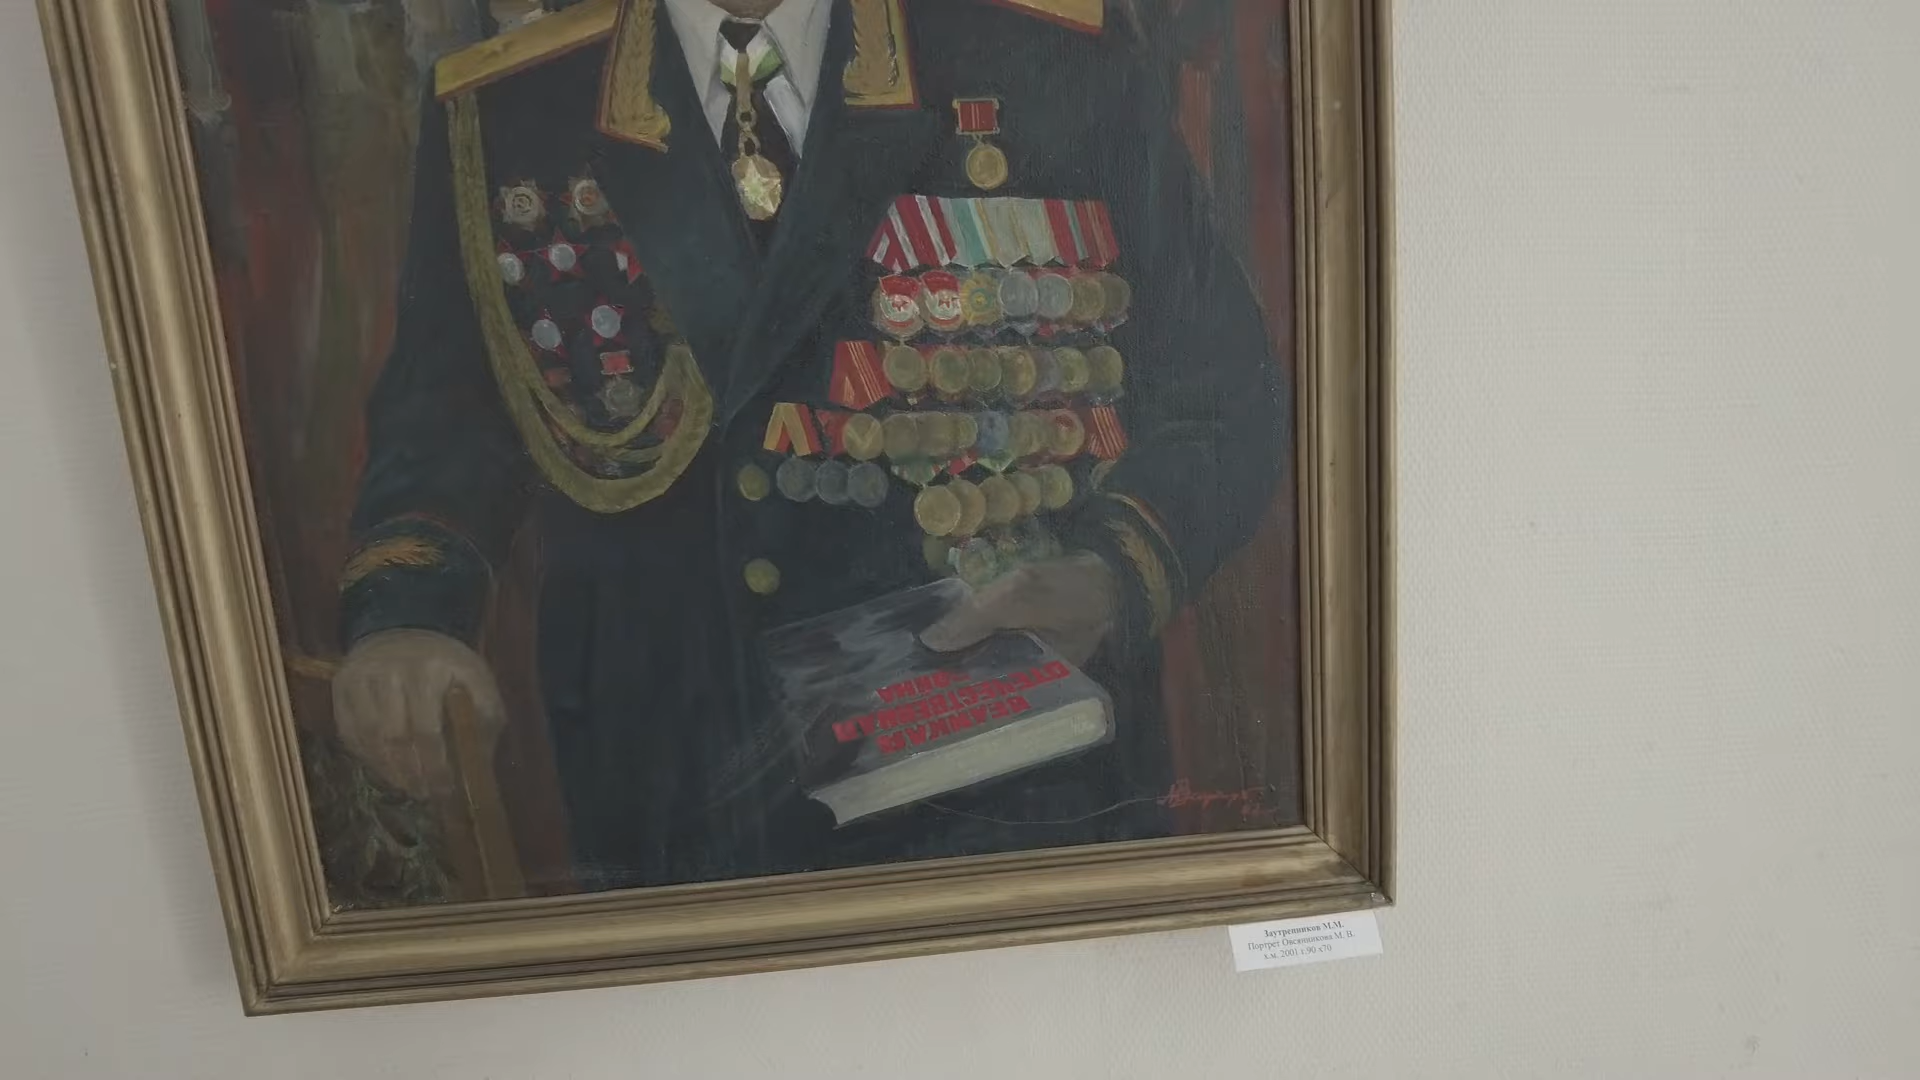 ВЕЛИКАЯ
ОТЕЧЕСТВЕННАЯ
Заутренников М.М.
Портрет Овсянникова М. В.
х.м. 2001 г.90 х70